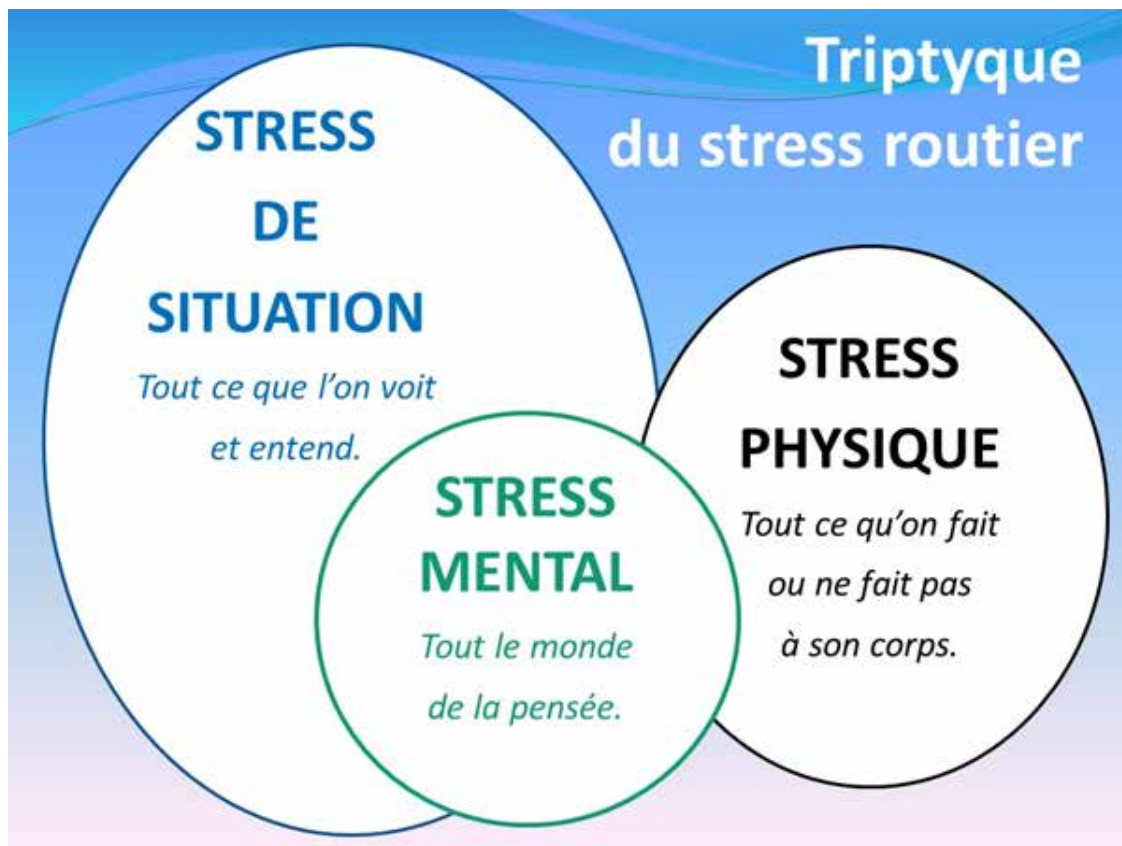 Triptyque
du stress routier
STRESS
DE
SITUATION
Tout ce que l’on voit
et entend.
STRESS
MENTAL
Tout le monde
de la pensée.
STRESS
PHYSIQUE
Tout ce qu’on fait
ou ne fait pas
à son corps.